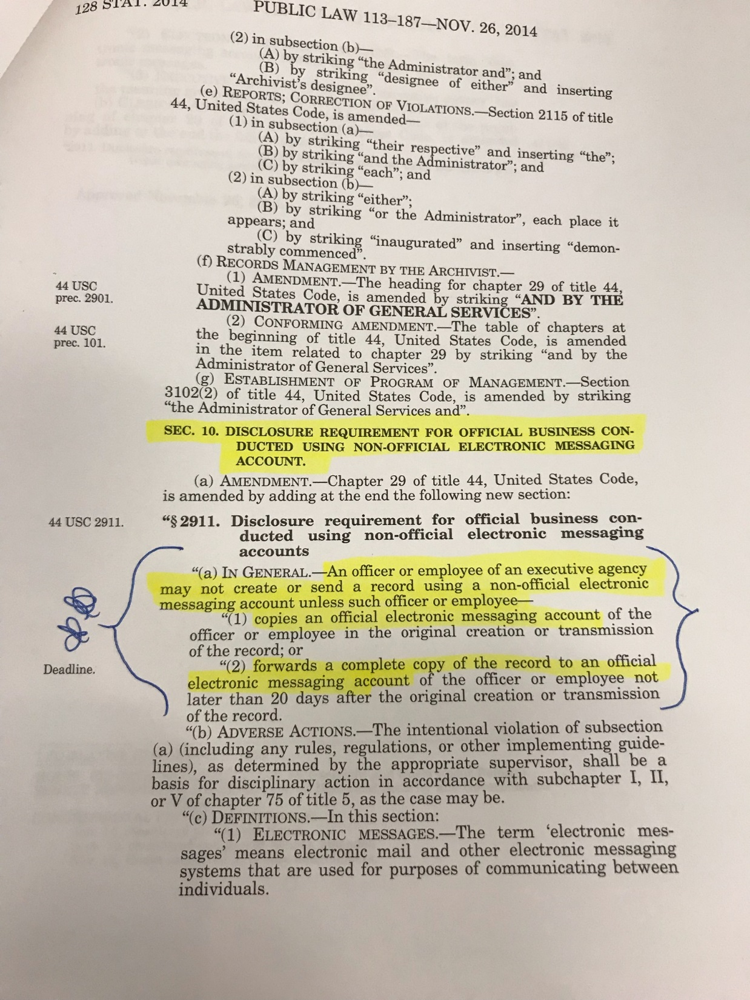 128 STAT. 2014
PUBLIC LAW 113–187—NOV. 26, 2014
(2) in subsection (b)—
(A) by striking “the Administrator and”; and
(B) by striking “designee of either” and inserting
“Archivist’s designee”.
(e) REPORTS; CORRECTION OF VIOLATIONS.—Section 2115 of title
44, United States Code, is amended—
(1) in subsection (a)—
(A) by striking “their respective” and inserting “the”;
(B) by striking “and the Administrator”; and
(C) by striking “each”; and
(2) in subsection (b)—
(A) by striking “either”;
(B) by striking “or the Administrator”, each place it
appears; and
(C) by striking “inaugurated” and inserting “demon-
strably commenced”.
(f) RECORDS MANAGEMENT BY THE ARCHIVIST.—
44 USC
prec. 2901.
(1) AMENDMENT.—The heading for chapter 29 of title 44,
United States Code, is amended by striking “AND BY THE
ADMINISTRATOR OF GENERAL SERVICES”.
44 USC
prec. 101.
(2) CONFORMING AMENDMENT.—The table of chapters at
the beginning of title 44, United States Code, is amended
in the item related to chapter 29 by striking “and by the
Administrator of General Services”.
(g) ESTABLISHMENT OF PROGRAM OF MANAGEMENT.—Section
3102(2) of title 44, United States Code, is amended by striking
“the Administrator of General Services and”.
SEC. 10. DISCLOSURE REQUIREMENT FOR OFFICIAL BUSINESS CON-
DUCTED USING NON-OFFICIAL ELECTRONIC MESSAGING
ACCOUNT.
(a) AMENDMENT.—Chapter 29 of title 44, United States Code,
is amended by adding at the end the following new section:
44 USC 2911.
“§ 2911. Disclosure requirement for official business con-
ducted using non-official electronic messaging
accounts
“(a) IN GENERAL.—An officer or employee of an executive agency
may not create or send a record using a non-official electronic
messaging account unless such officer or employee—
“(1) copies an official electronic messaging account of the
officer or employee in the original creation or transmission
of the record; or
Deadline.
“(2) forwards a complete copy of the record to an official
electronic messaging account of the officer or employee not
later than 20 days after the original creation or transmission
of the record.
“(b) ADVERSE ACTIONS.—The intentional violation of subsection
(a) (including any rules, regulations, or other implementing guide-
lines), as determined by the appropriate supervisor, shall be a
basis for disciplinary action in accordance with subchapter I, II,
or V of chapter 75 of title 5, as the case may be.
“(c) DEFINITIONS.—In this section:
“(1) ELECTRONIC MESSAGES.—The term ‘electronic mes-
sages’ means electronic mail and other electronic messaging
systems that are used for purposes of communicating between
individuals.